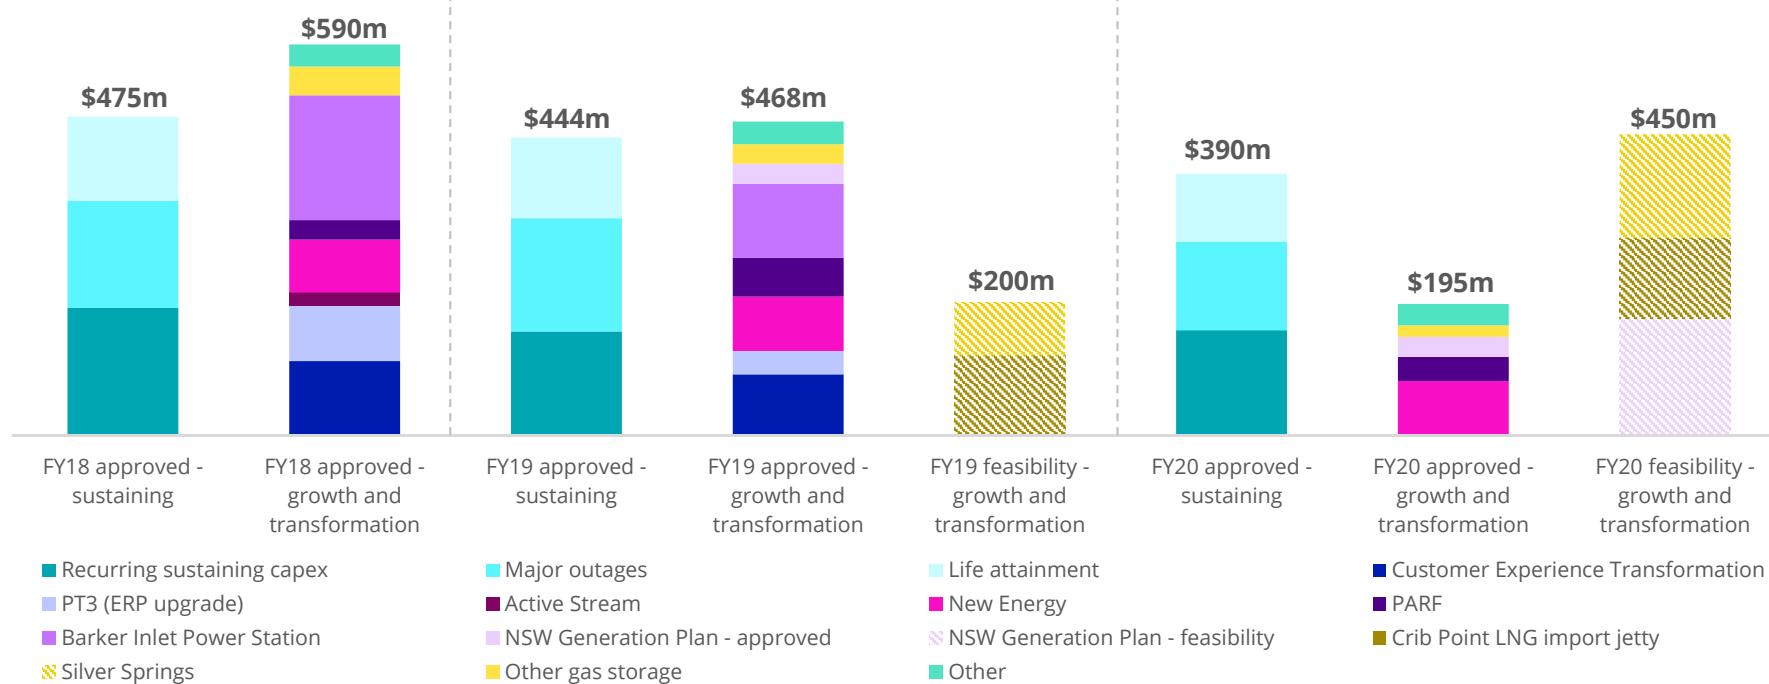 $475m
$590m
$444m
$468m
$200m
$390m
$195m
$450m
FY18 approved -
sustaining
FY18 approved -
growth and
transformation
FY19 approved -
sustaining
FY19 approved -
growth and
transformation
FY19 feasibility -
growth and
transformation
FY20 approved -
sustaining
FY20 approved -
growth and
transformation
FY20 feasibility -
growth and
transformation
Recurring sustaining capex
Major outages
Life attainment
Customer Experience Transformation
PT3 (ERP upgrade)
Active Stream
New Energy
PARF
Barker Inlet Power Station
NSW Generation Plan - approved
NSW Generation Plan - feasibility
Crib Point LNG import jetty
Silver Springs
Other gas storage
Other